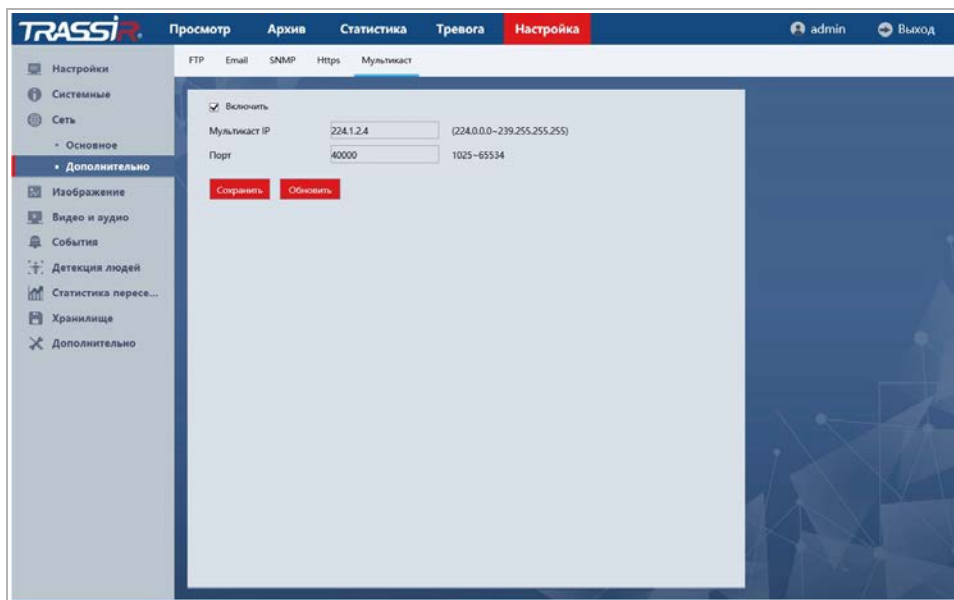 TRASSIR
Просмотр Архив Статистика Тревога Настройка admin Выход
FTP Email SNMP Https Мультикаст
Настройки
Системные
Сеть
• Основное
• Дополнительно
Изображение
Видео и аудио
События
Детекция людей
Статистика пересе...
Хранилище
Дополнительно
Включить
Мультикаст IP 224.1.2.4 (224.0.0.0~239.255.255.255)
Порт 40000 1025~65534
Сохранить Обновить